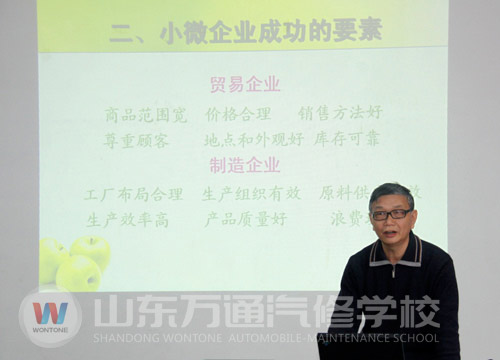 二、小微企业成功的要素
贸易企业
商品范围宽 价格合理 销售方法好
尊重顾客 地点和外观好 库存可靠
制造企业
工厂布局合理 生产组织有效 原料供
生产效率高 产品质量好 浪费
W
WONTONE
山东万通汽修学校
SHANDONG WONTONE AUTOMOBILE-MAINTENANCE SCHOOL